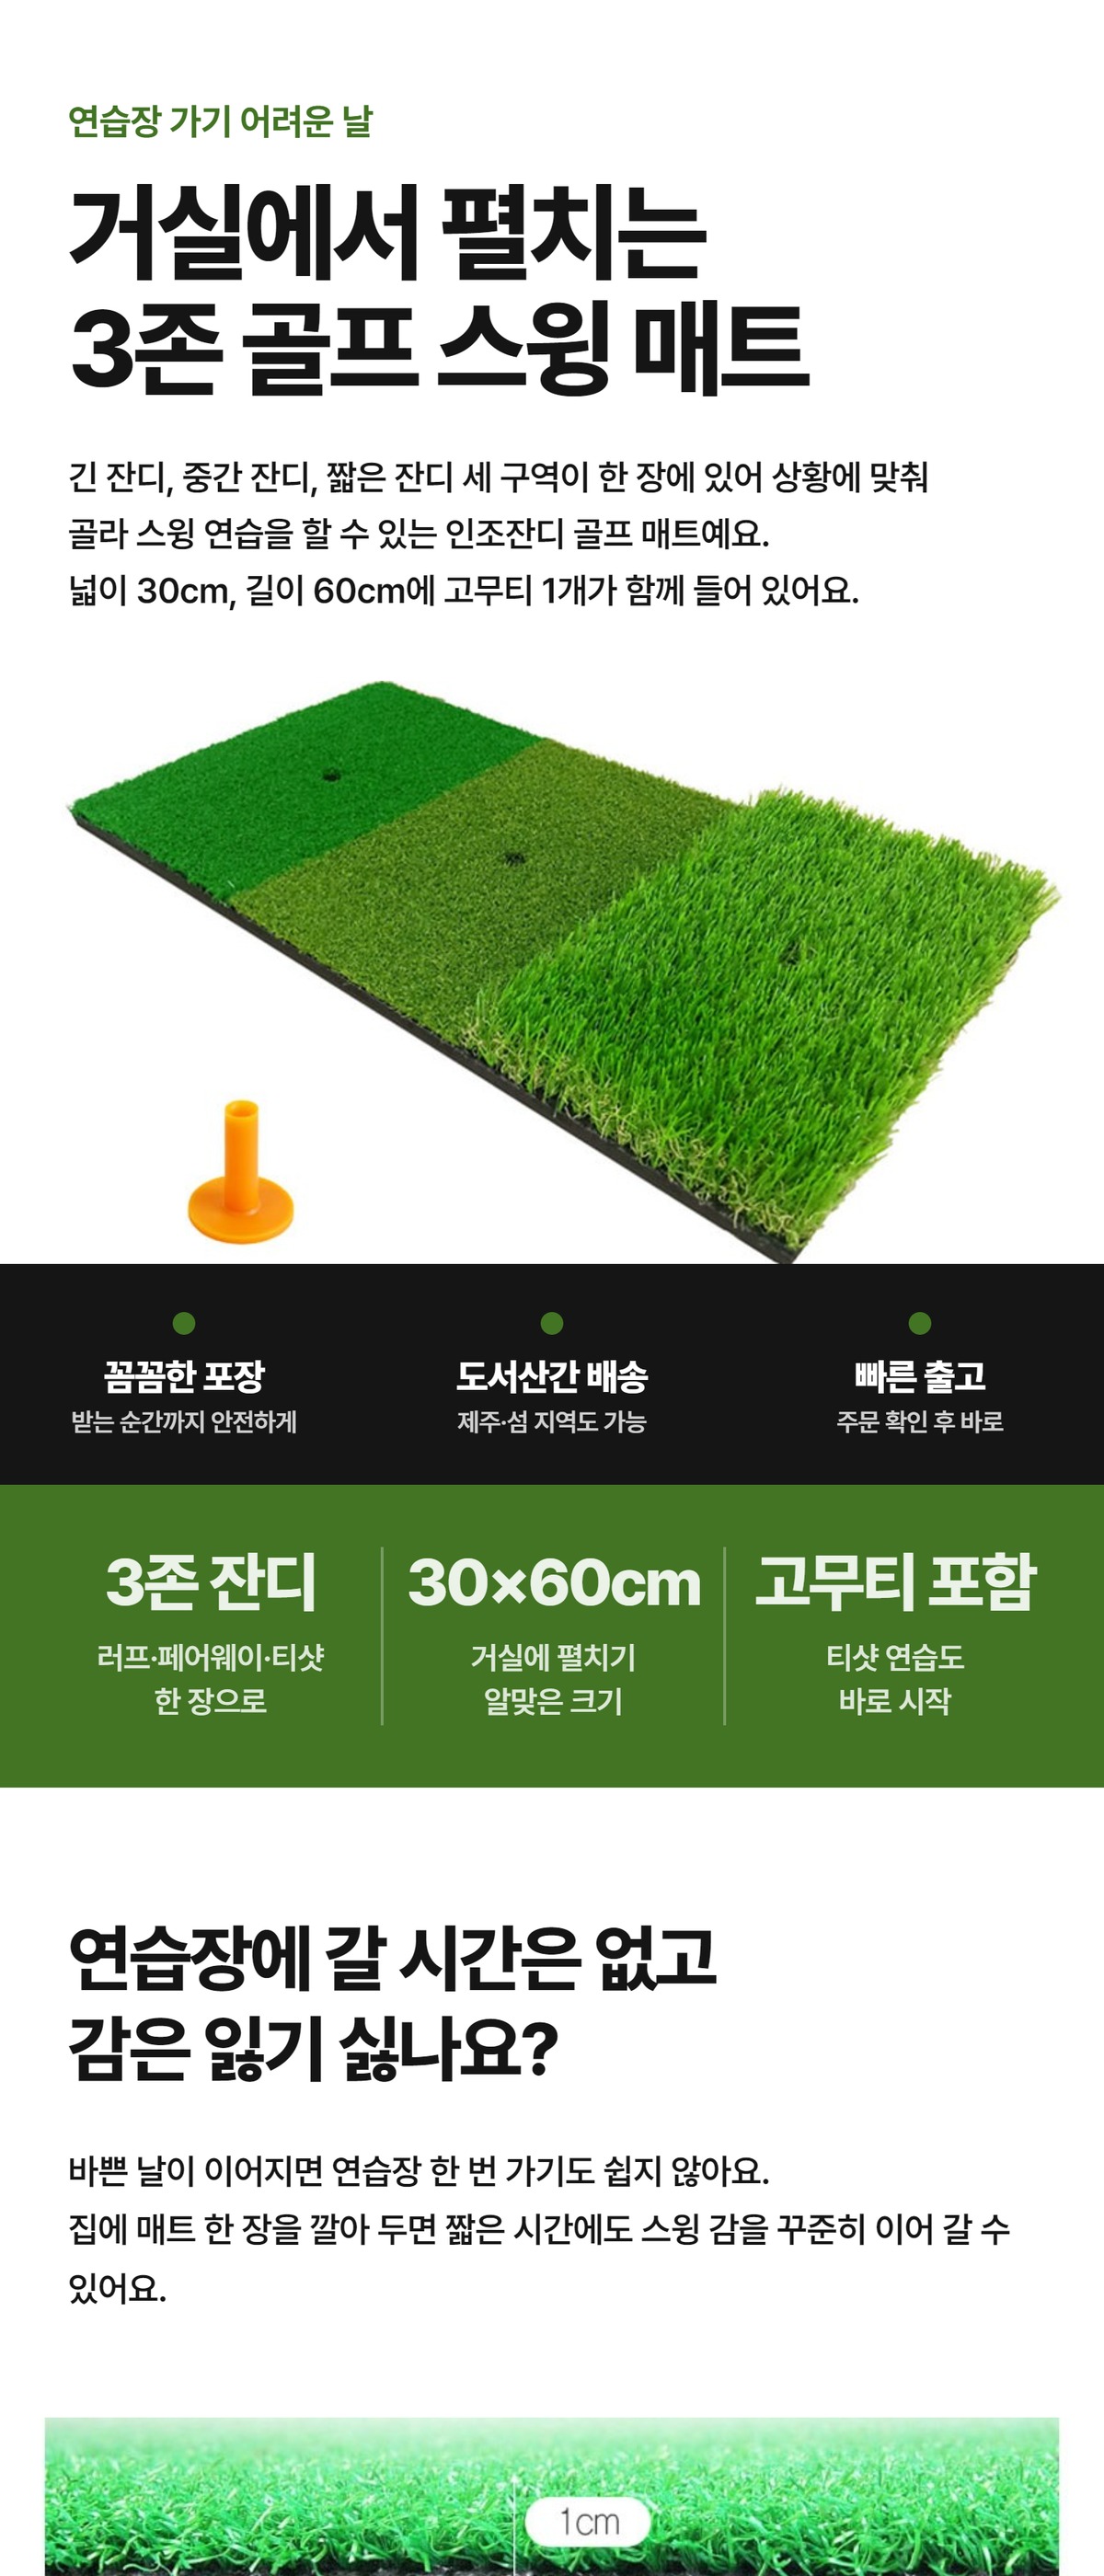 연습장 가기 어려운 날
거실에서 펼치는
3존 골프 스윙 매트
긴 잔디, 중간 잔디, 짧은 잔디 세 구역이 한 장에 있어 상황에 맞춰
골라 스윙 연습을 할 수 있는 인조잔디 골프 매트예요.
넓이 30cm, 길이 60cm에 고무티 1개가 함께 들어 있어요.
꼼꼼한 포장
받는 순간까지 안전하게
도서산간 배송
제주·섬 지역도 가능
빠른 출고
주문 확인 후 바로
3존 잔디
러프·페어웨이·티샷
한 장으로
30×60cm
거실에 펼치기
알맞은 크기
고무티 포함
티샷 연습도
바로 시작
연습장에 갈 시간은 없고
감은 잃기 싫나요?
바쁜 날이 이어지면 연습장 한 번 가기도 쉽지 않아요.
집에 매트 한 장을 깔아 두면 짧은 시간에도 스윙 감을 꾸준히 이어 갈 수
있어요.
1cm